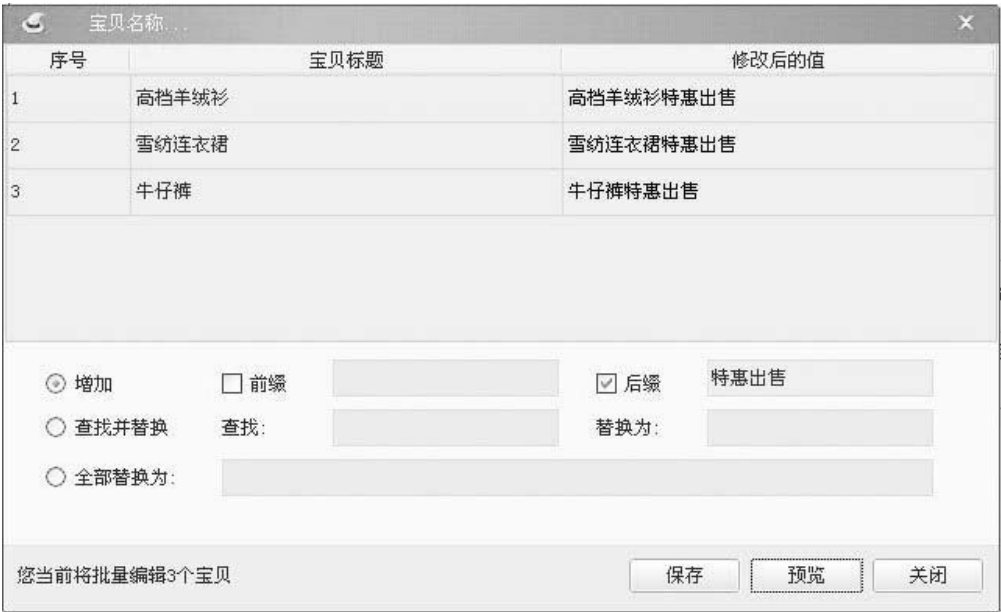 宝贝名称...
序号 宝贝标题 修改后的值
1 高档羊绒衫 高档羊绒衫特惠出售
2 雪纺连衣裙 雪纺连衣裙特惠出售
3 牛仔裤 牛仔裤特惠出售
增加 前缀 后缀 特惠出售
查找并替换 查找: 替换为:
全部替换为:
您当前将批量编辑3个宝贝 保存 预览 关闭